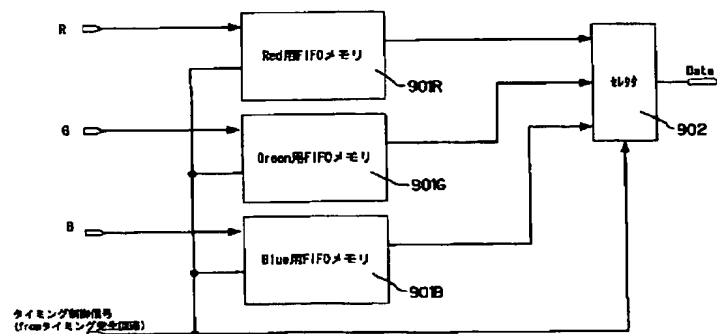 R
Red用FIFOメモリ
901R
セレクタ
Data
902
G
Green用FIFOメモリ
901G
B
Blue用FIFOメモリ
901B
タイミング制御信号
(fromタイミング発生回路)